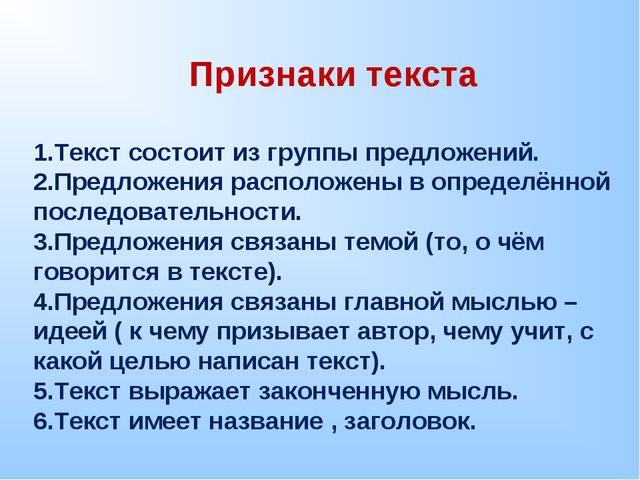 Признаки текста
1.Текст состоит из группы предложений.
2.Предложения расположены в определённой
последовательности.
3.Предложения связаны темой (то, о чём
говорится в тексте).
4.Предложения связаны главной мыслью –
идеей ( к чему призывает автор, чему учит, с
какой целью написан текст).
5.Текст выражает законченную мысль.
6.Текст имеет название , заголовок.